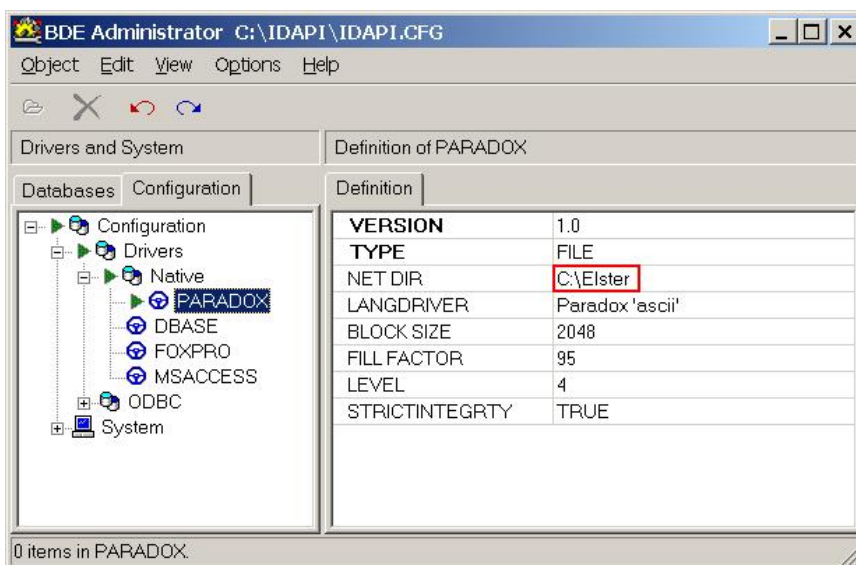 BDE Administrator C:\IDAPI\IDAPI.CFG
Object Edit View Options Help
Drivers and System
Definition of PARADOX
Databases Configuration
Definition
Configuration
Drivers
Native
PARADOX
DBASE
FOXPRO
MSACCESS
ODBC
System
VERSION 1.0
TYPE FILE
NET DIR C:\Elster
LANGDRIVER Paradox 'ascii'
BLOCK SIZE 2048
FILL FACTOR 95
LEVEL 4
STRICTINTEGRTY TRUE
0 items in PARADOX.